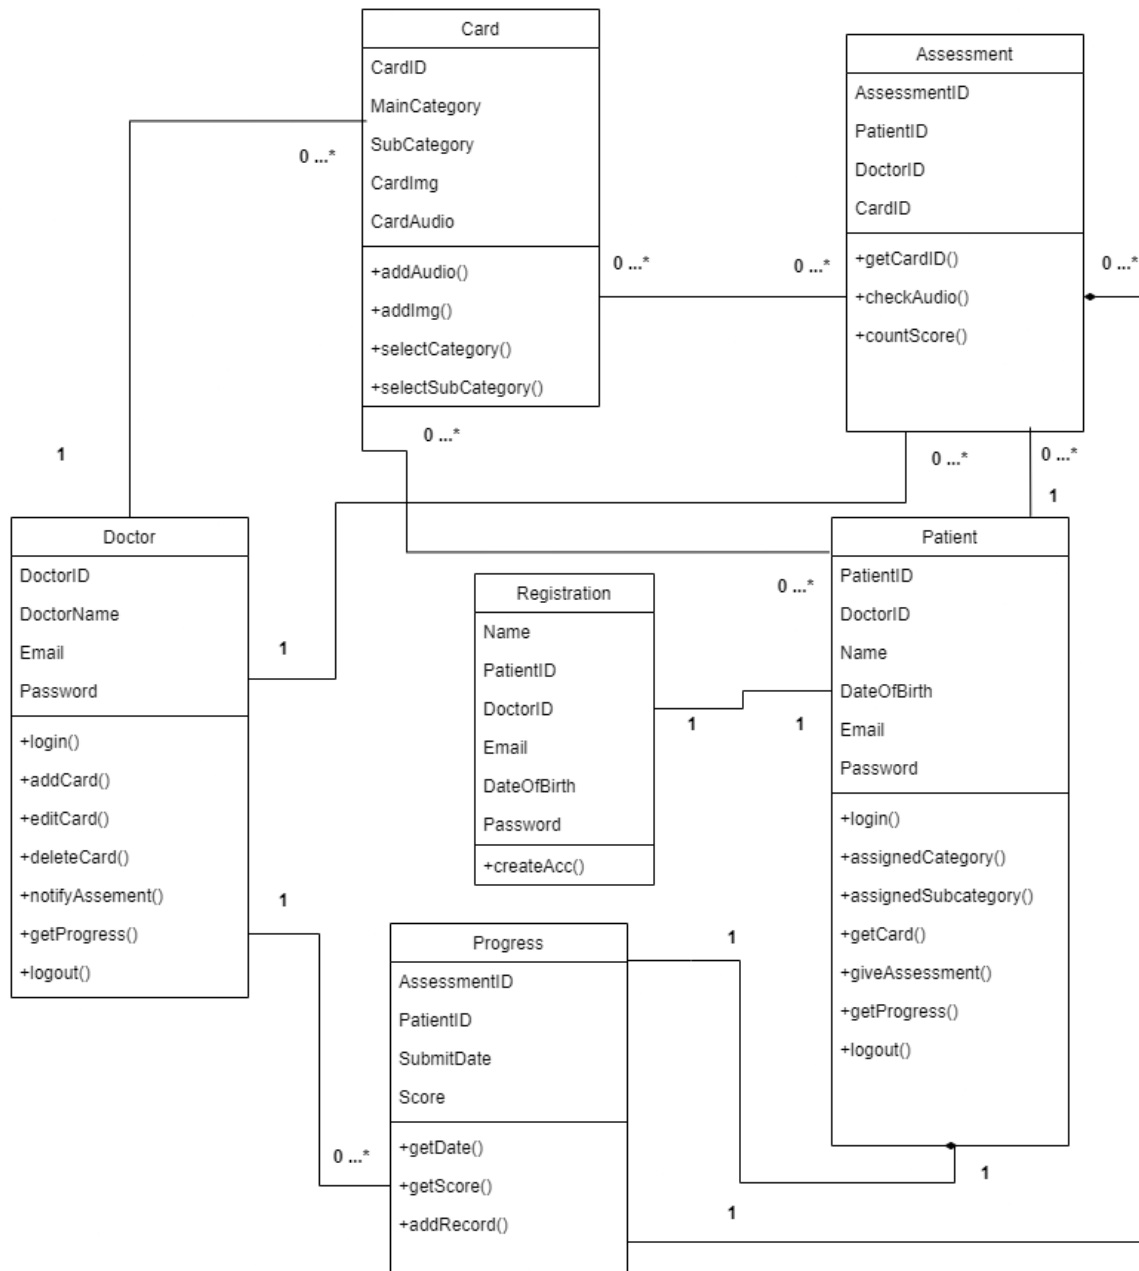 Card
CardID
MainCategory
SubCategory
CardImg
CardAudio
+addAudio()
+addImg()
+selectCategory()
+selectSubCategory()
Assessment
AssessmentID
PatientID
DoctorID
CardID
+getCardID()
+checkAudio()
+countScore()
0 ...*
0 ...*
0 ...*
0 ...*
0 ...*
1
0 ...*
0 ...*
1
Doctor
DoctorID
DoctorName
Email
Password
+login()
+addCard()
+editCard()
+deleteCard()
+notifyAssement()
+getProgress()
+logout()
1
1
0 ...*
Registration
Name
PatientID
DoctorID
Email
DateOfBirth
Password
+createAcc()
1
1
0 ...*
Patient
PatientID
DoctorID
Name
DateOfBirth
Email
Password
+login()
+assignedCategory()
+assignedSubcategory()
+getCard()
+giveAssessment()
+getProgress()
+logout()
Progress
AssessmentID
PatientID
SubmitDate
Score
+getDate()
+getScore()
+addRecord()
1
1
1